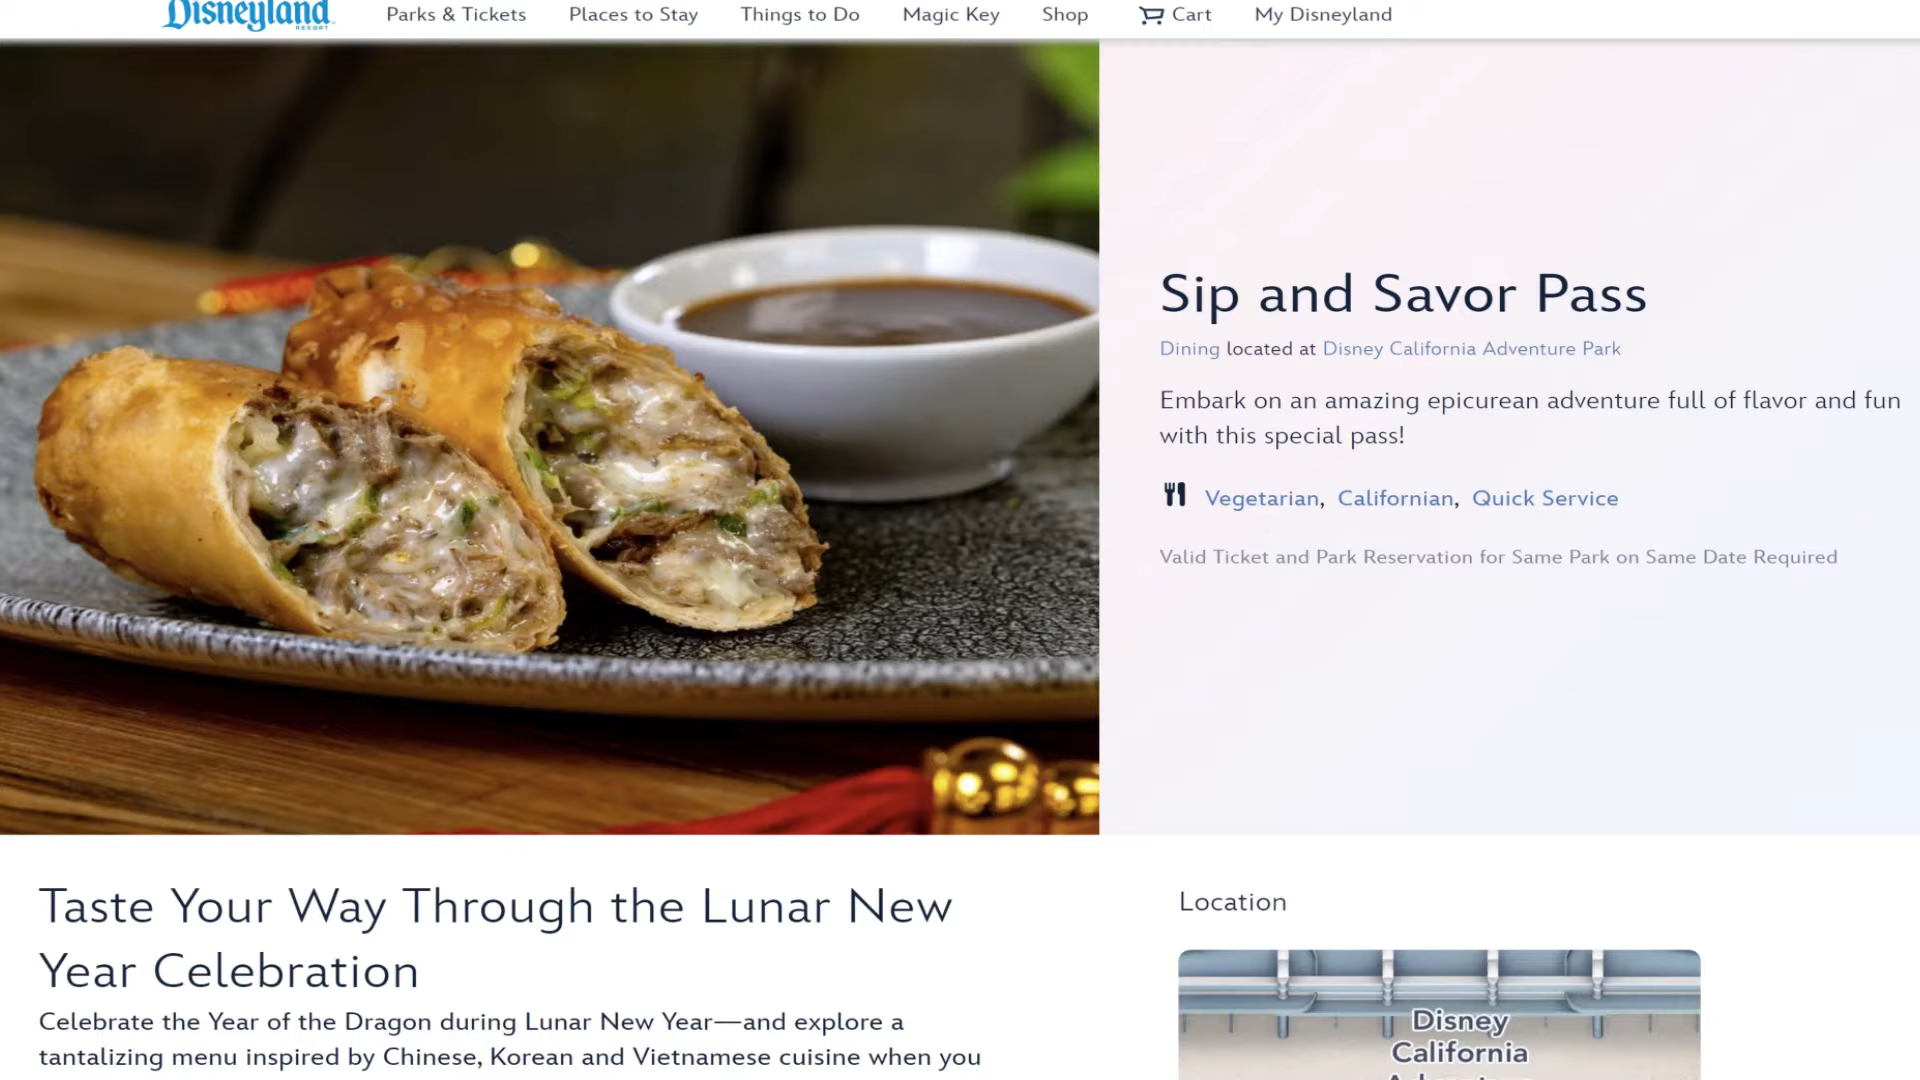 Disneyland
RESORT
Parks & Tickets
Places to Stay
Things to Do
Magic Key
Shop
Cart
My Disneyland
Sip and Savor Pass
Dining located at Disney California Adventure Park
Embark on an amazing epicurean adventure full of flavor and fun
with this special pass!
Vegetarian, Californian, Quick Service
Valid Ticket and Park Reservation for Same Park on Same Date Required
Taste Your Way Through the Lunar New
Year Celebration
Celebrate the Year of the Dragon during Lunar New Year—and explore a
tantalizing menu inspired by Chinese, Korean and Vietnamese cuisine when you
Location
Disney
California